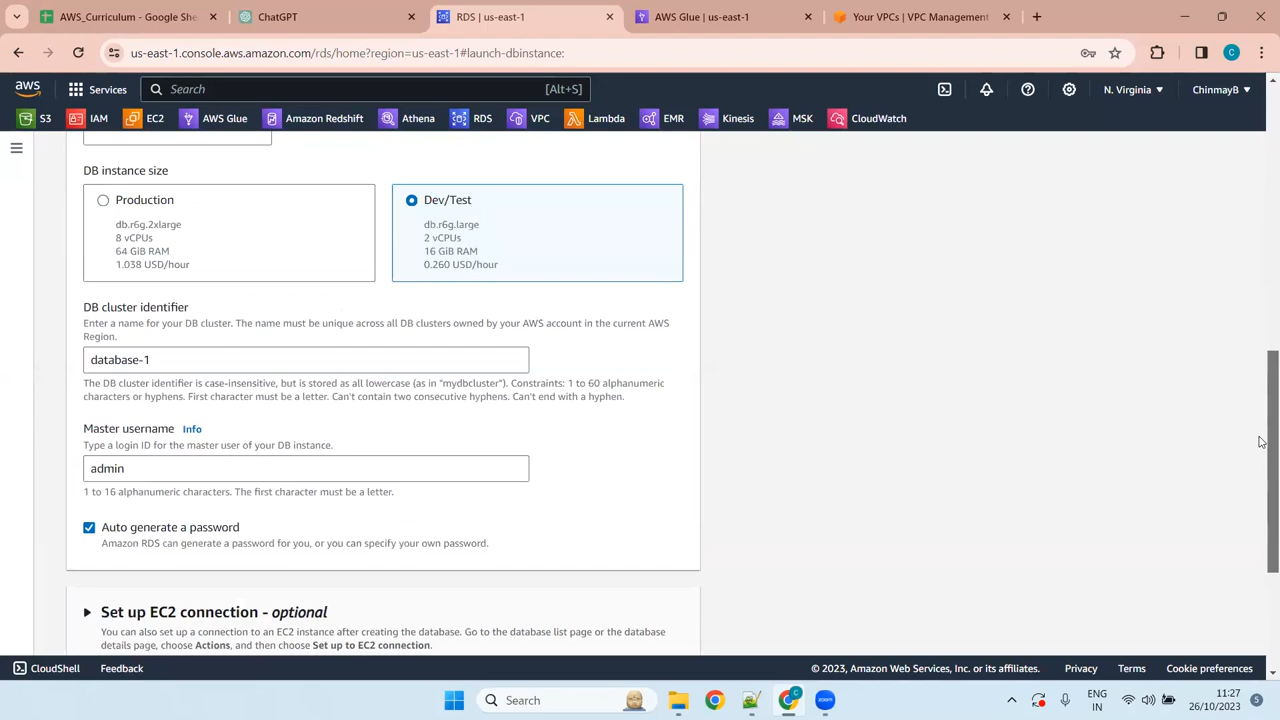 AWS_Curriculum - Google She
ChatGPT
RDS | us-east-1
AWS Glue | us-east-1
Your VPCs | VPC Management
us-east-1.console.aws.amazon.com/rds/home?region=us-east-1#launch-dbinstance:
C
aws
Services
Search
[Alt+S]
N. Virginia
ChinmayB
S3
IAM
EC2
AWS Glue
Amazon Redshift
Athena
RDS
VPC
Lambda
EMR
Kinesis
MSK
CloudWatch
DB instance size
Production
db.r6g.2xlarge
8 vCPUs
64 GiB RAM
1.038 USD/hour
Dev/Test
db.r6g.large
2 vCPUs
16 GiB RAM
0.260 USD/hour
DB cluster identifier
Enter a name for your DB cluster. The name must be unique across all DB clusters owned by your AWS account in the current AWS
Region.
database-1
The DB cluster identifier is case-insensitive, but is stored as all lowercase (as in "mydbcluster"). Constraints: 1 to 60 alphanumeric
characters or hyphens. First character must be a letter. Can't contain two consecutive hyphens. Can't end with a hyphen.
Master username Info
Type a login ID for the master user of your DB instance.
admin
1 to 16 alphanumeric characters. The first character must be a letter.
Auto generate a password
Amazon RDS can generate a password for you, or you can specify your own password.
Set up EC2 connection - optional
You can also set up a connection to an EC2 instance after creating the database. Go to the database list page or the database
details page, choose Actions, and then choose Set up to EC2 connection.
CloudShell
Feedback
© 2023, Amazon Web Services, Inc. or its affiliates.
Privacy
Terms
Cookie preferences
Search
C
zoom
ENG
IN
11:27
26/10/2023
5